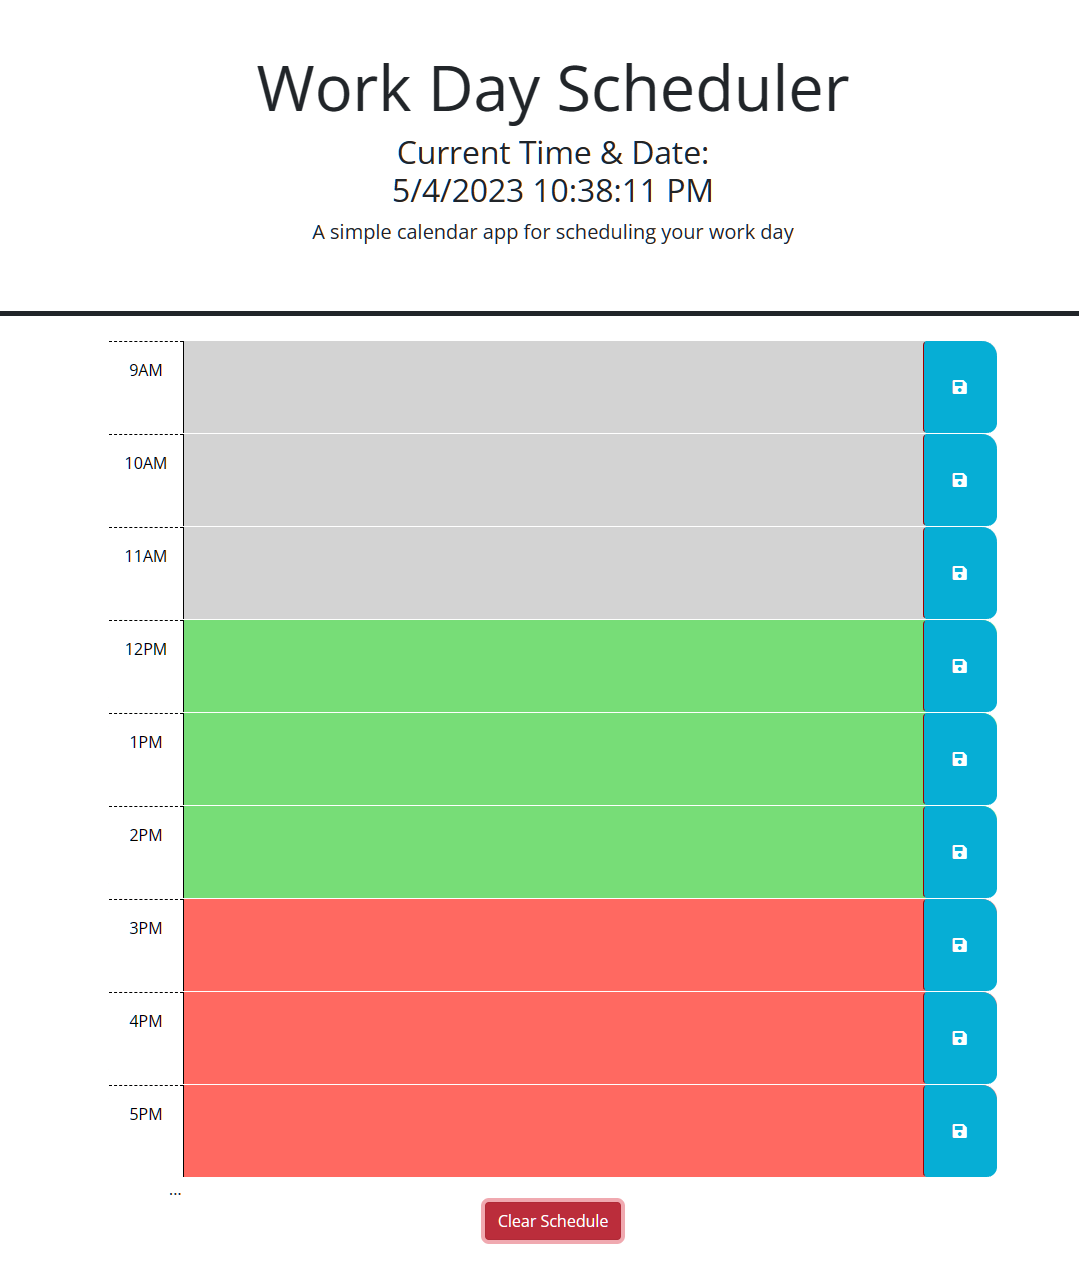 Work Day Scheduler
Current Time & Date:
5/4/2023 10:38:11 PM
A simple calendar app for scheduling your work day
9AM
10AM
11AM
12PM
1PM
2PM
3PM
4PM
5PM
...
Clear Schedule